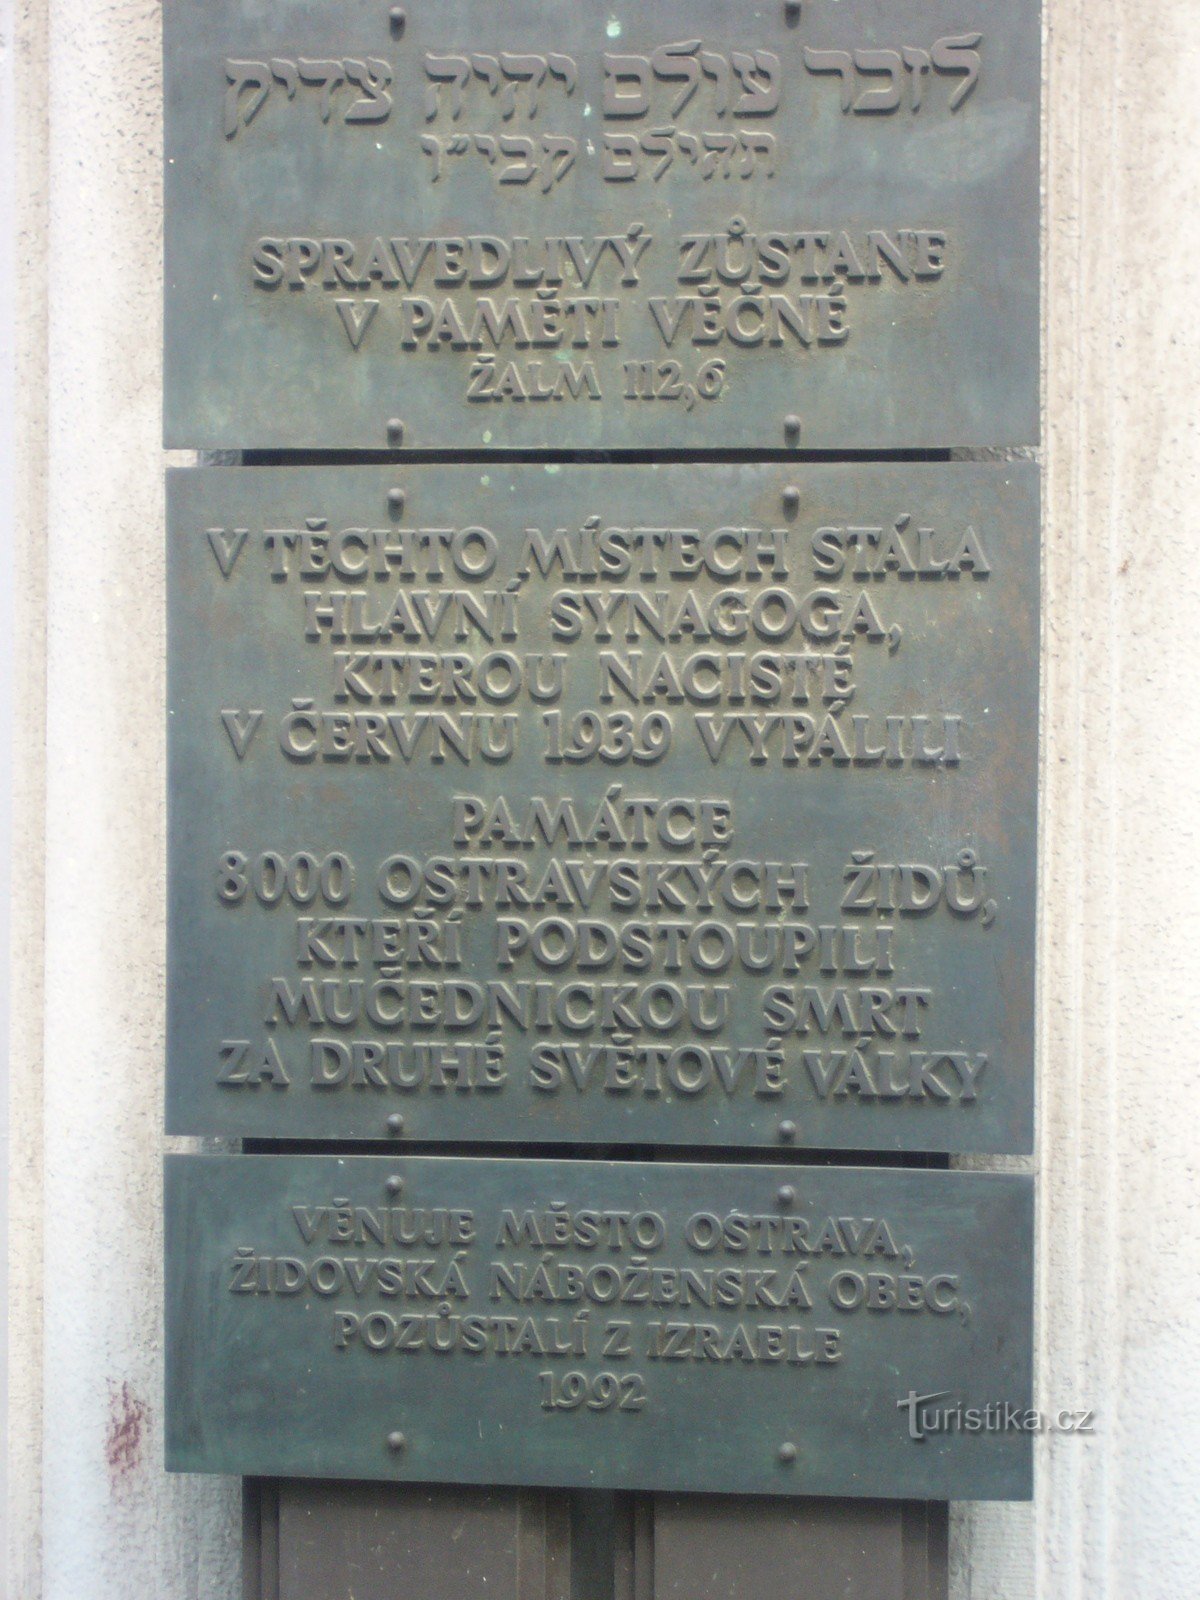 לזכר עולם יהיה צדיק
תהילם קבי״ו
SPRAVEDLIVÝ ZŮSTANE
V PAMĚTI VĚČNÉ
ŽALM 112,6
V TĚCHTO MÍSTECH STÁLA
HLAVNÍ SYNAGOGA,
KTEROU NACISTÉ
V ČERVNU 1939 VYPÁLILI
PAMÁTCE
8000 OSTRAVSKÝCH ŽIDŮ,
KTEŘÍ PODSTOUPILI
MUČEDNICKOU SMRT
ZA DRUHÉ SVĚTOVÉ VÁLKY
VĚNUJE MĚSTO OSTRAVA,
ŽIDOVSKÁ NÁBOŽENSKÁ OBEC,
POZŮSTALÍ Z IZRAELE
1992
Turistika.cz